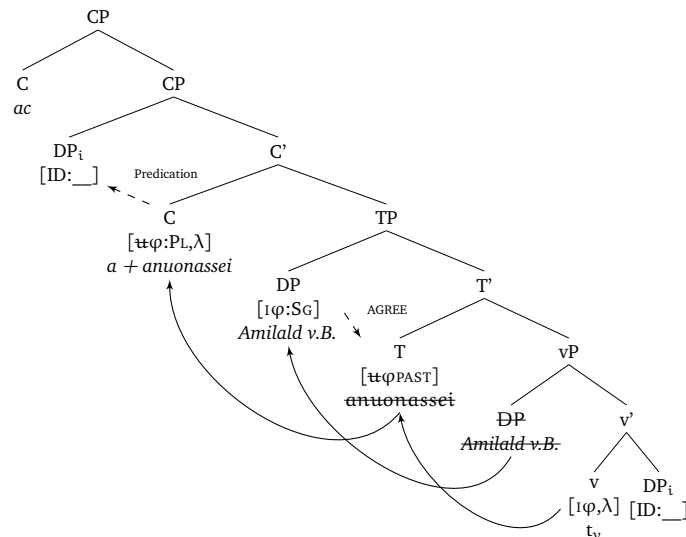 CP
C CP
ac
DPᵢ C’
[ID:__] Predication
C TP
[uφ:PL,λ]
a + anuonassei
DP T’
[Iφ:SG] AGREE
Amilald v.B.
T vP
[uφPAST]
anuonassei
DP v’
Amilald v.B.
v DPᵢ
[Iφ,λ] [ID:__]
tᵥ